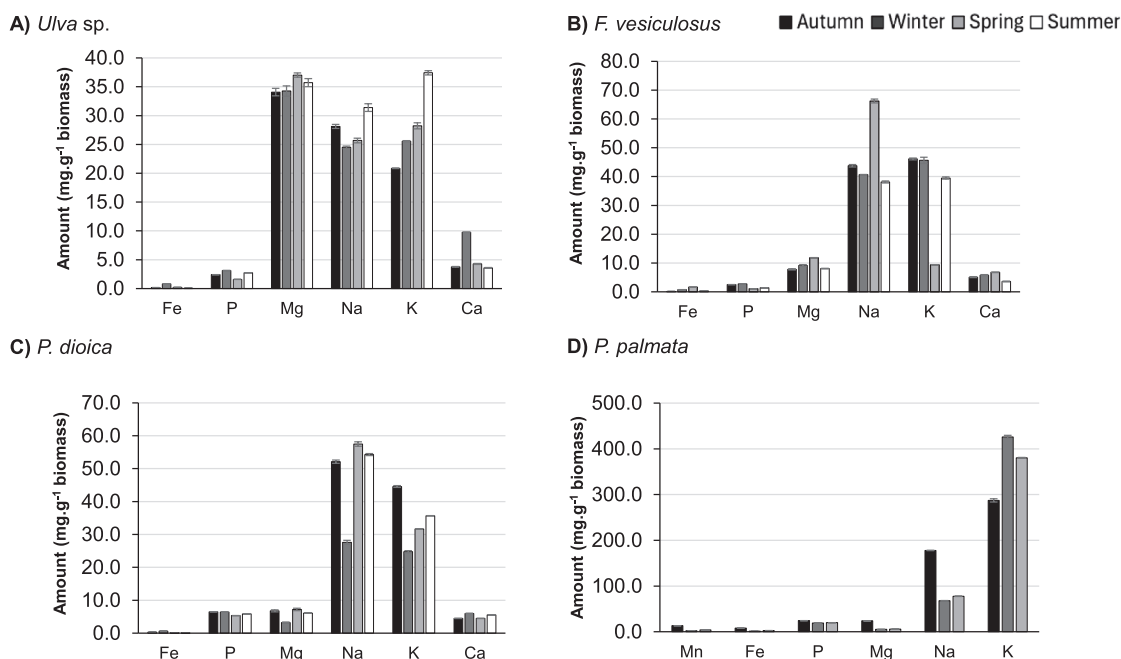 A) Ulva sp.
B) F. vesiculosus
Autumn Winter Spring Summer
Amount (mg.g⁻¹ biomass)
40.0
35.0
30.0
25.0
20.0
15.0
10.0
5.0
0.0
Fe P Mg Na K Ca
Amount (mg.g⁻¹ biomass)
80.0
70.0
60.0
50.0
40.0
30.0
20.0
10.0
0.0
Fe P Mg Na K Ca
C) P. dioica
D) P. palmata
Amount (mg.g⁻¹ biomass)
70.0
60.0
50.0
40.0
30.0
20.0
10.0
0.0
Fe P Mg Na K Ca
Amount (mg.g⁻¹ biomass)
500.0
400.0
300.0
200.0
100.0
0.0
Mn Fe P Mg Na K